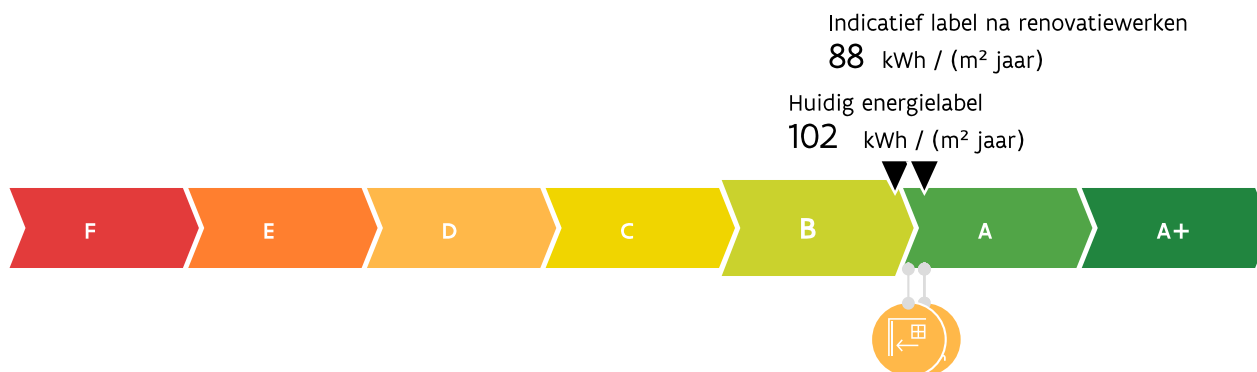 Indicatief label na renovatiewerken
88 kWh / (m² jaar)
Huidig energielabel
102 kWh / (m² jaar)
F E D C B A A+